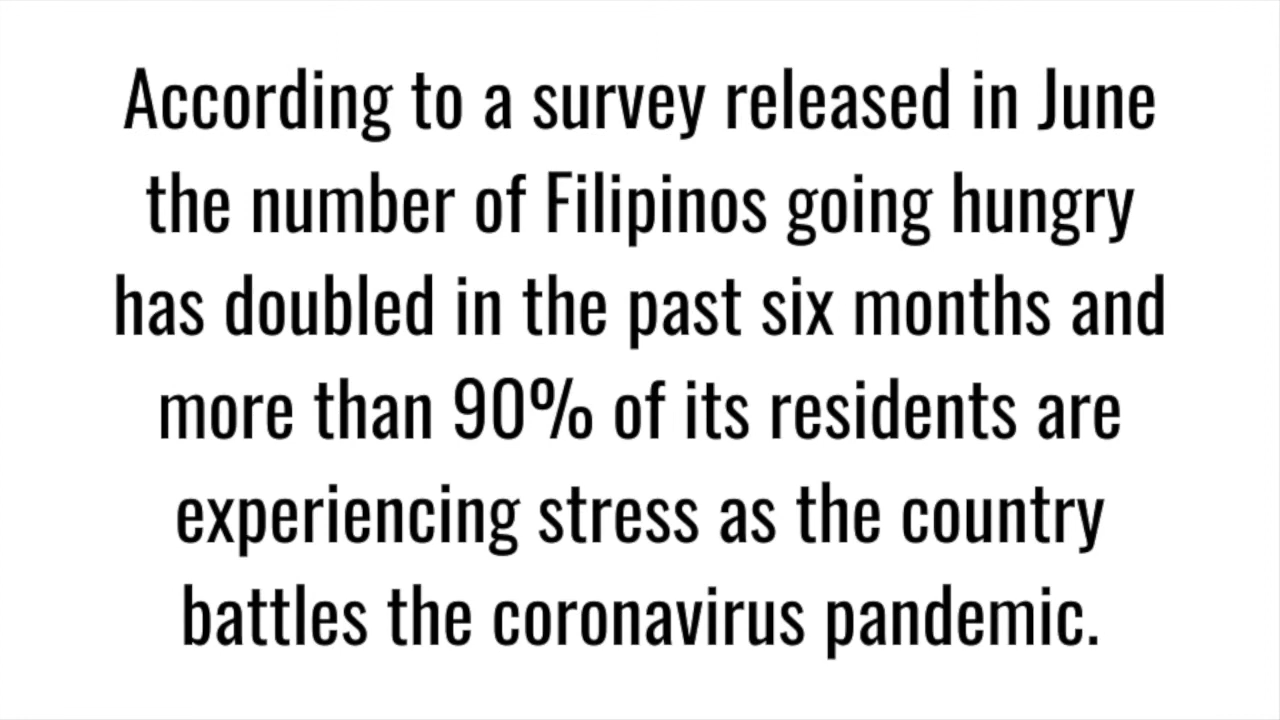 According to a survey released in June
the number of Filipinos going hungry
has doubled in the past six months and
more than 90% of its residents are
experiencing stress as the country
battles the coronavirus pandemic.